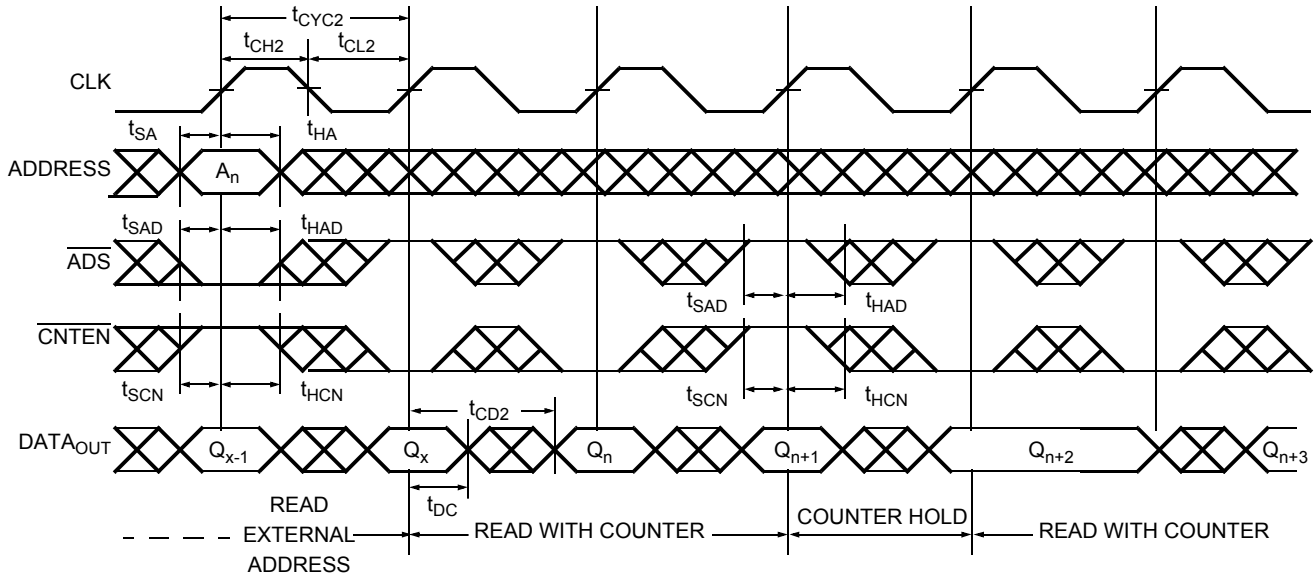 tCYC2
tCH2
tCL2
CLK
tSA
tHA
ADDRESS
An
tSAD
tHAD
ADS
tSAD
tHAD
CNTEN
tSCN
tHCN
tSCN
tHCN
tCD2
DATAOUT
Qx-1
Qx
Qn
Qn+1
Qn+2
Qn+3
tDC
READ
EXTERNAL
ADDRESS
READ WITH COUNTER
COUNTER HOLD
READ WITH COUNTER